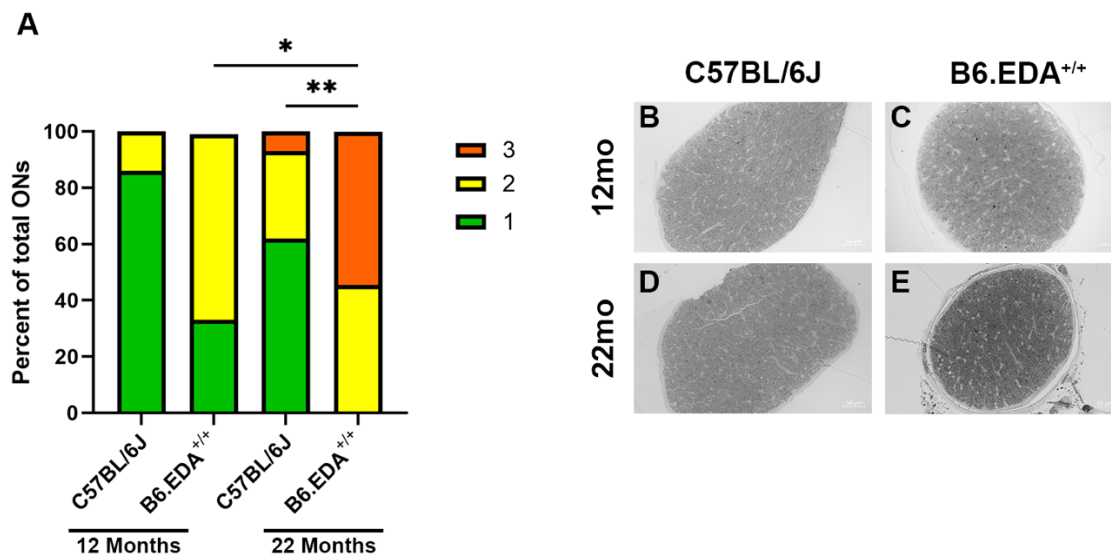 A
*
**
Percent of total ONs
100
80
60
40
20
0
C57BL/6J
B6.EDA+/+
C57BL/6J
B6.EDA+/+
12 Months
22 Months
3
2
1
C57BL/6J
B6.EDA+/+
12mo
22mo
B
C
D
E